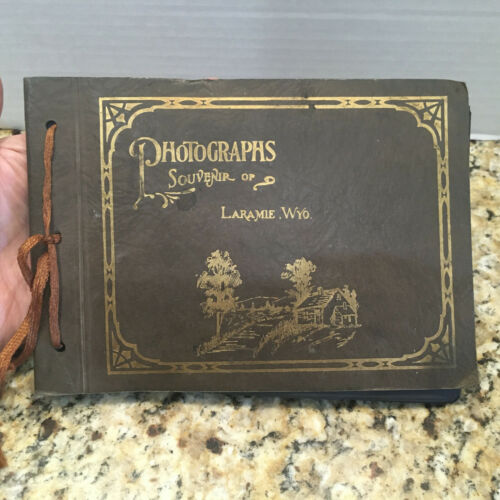 PHOTOGRAPHS
SOUVENIR OF
LARAMIE, WYO.